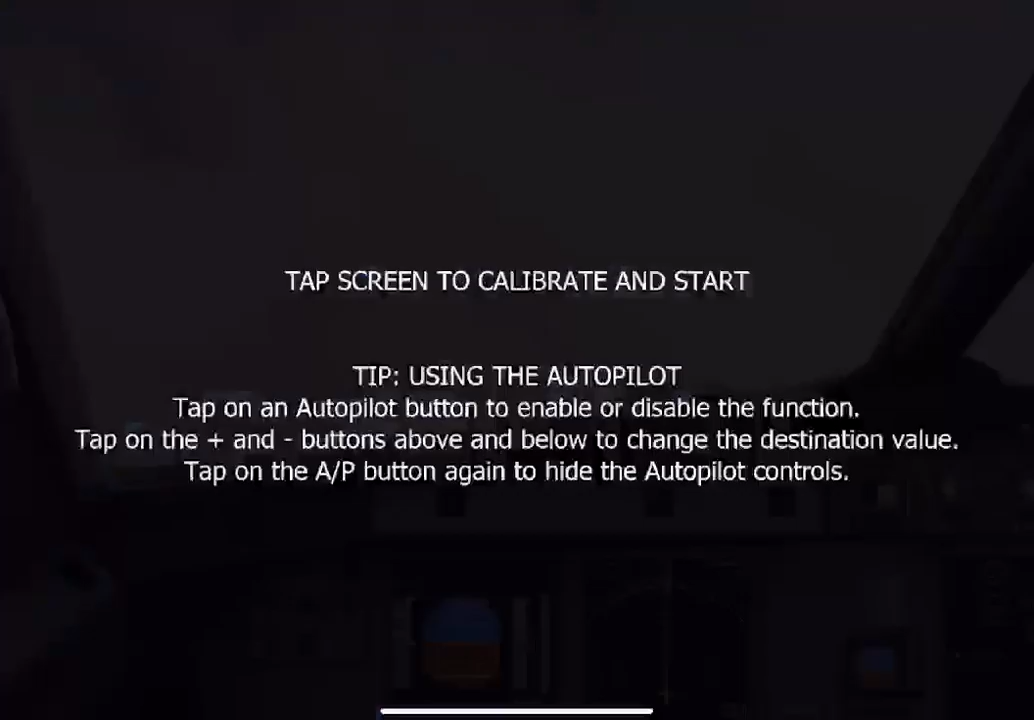 TAP SCREEN TO CALIBRATE AND START
TIP: USING THE AUTOPILOT
Tap on an Autopilot button to enable or disable the function.
Tap on the + and - buttons above and below to change the destination value.
Tap on the A/P button again to hide the Autopilot controls.